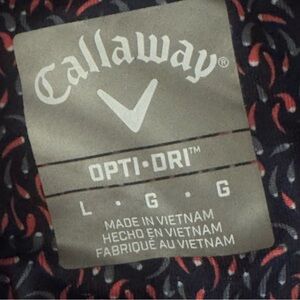 Callaway®
OPTI•DRI™
L • G • G
MADE IN VIETNAM
HECHO EN VIETNAM
FABRIQUÉ AU VIETNAM